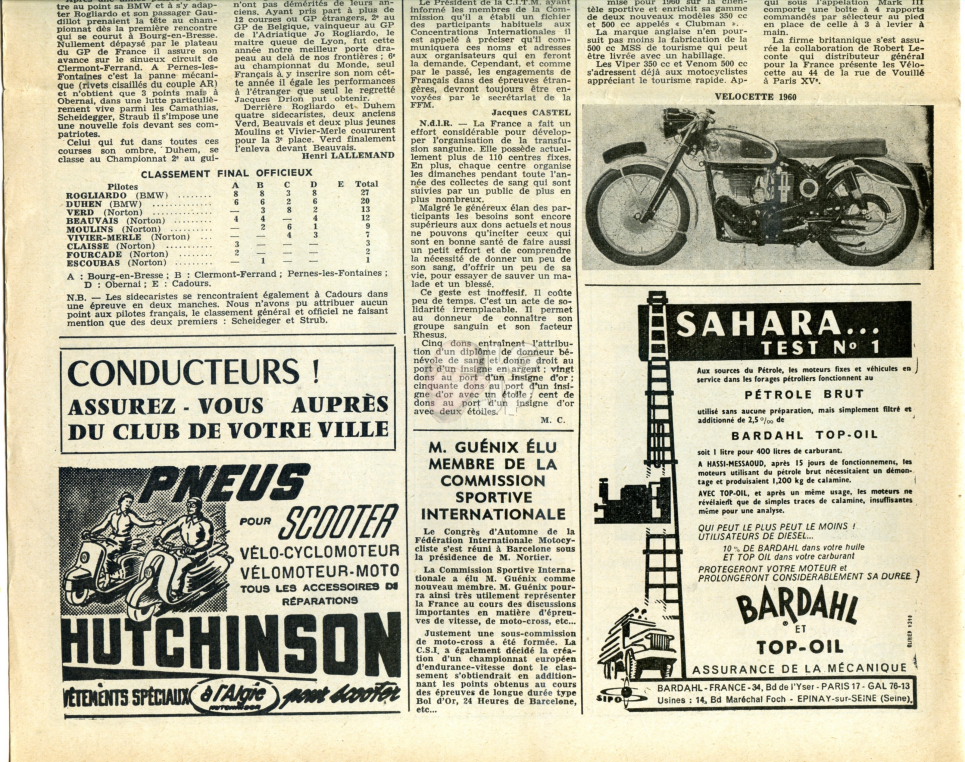 tre au point sa BMW et à s'y adap-
ter Rogliardo et son passager Gau-
dillot prenaient la tête au cham-
pionnat dès la première rencontre
qui se courut à Bourg-en-Bresse.
Nullement dépaysé par le plateau
du GP de France il assure son
avance sur le sinueux circuit de
Clermont-Ferrand. A Pernes-les-
Fontaines c'est la panne mécani-
que (rivets cisaillés du couple AR)
et n'obtient que 3 points mais à
Obernai, dans une lutte particuliè-
rement vive parmi les Camathias,
Scheidegger, Straub il s'impose une
une nouvelle fois devant ses com-
patriotes.
Celui qui fut dans toutes ces
courses son ombre, Duhem, se
classe au Championnat 2e au gui-
n'ont pas démérités de leurs an-
ciens. Ayant pris part à plus de
12 courses ou GP étrangers, 2e au
GP de Belgique, vainqueur au GP
de l'Adriatique Jo Rogliardo, le
maitre queue de Lyon, fut cette
année notre meilleur porte dra-
peau au delà de nos frontières ; 6e
au championnat du Monde, seul
Français à y inscrire son nom cet-
te année il égale les performances
à l'étranger que seul le regretté
Jacques Drion put obtenir.
Derrière Rogliardo et Duhem
quatre sidecaristes, deux anciens
Verd, Beauvais et deux plus jeunes
Moulins et Vivier-Merle coururent
pour la 3e place. Verd finalement
l'enleva devant Beauvais.
Henri LALLEMAND
CLASSEMENT FINAL OFFICIEUX
Pilotes A B C D E Total
ROGLIARDO (BMW) ........ 8 8 3 8 27
DUHEN (BMW) ........ 6 6 2 6 20
VERD (Norton) ........ — 3 8 2 13
BEAUVAIS (Norton) ........ 4 4 — 4 12
MOULINS (Norton) ........ — 2 6 1 9
VIVIER-MERLE (Norton) ... — — 4 3 7
CLAISSE (Norton) ........ 3 — — — 3
FOURCADE (Norton) ........ 2 — — — 2
ESCOUBAS (Norton) ........ — 1 — — 1
A : Bourg-en-Bresse ; B : Clermont-Ferrand ; Pernes-les-Fontaines ;
D : Obernai ; E : Cadours.
N.B. — Les sidecaristes se rencontraient également à Cadours dans
une épreuve en deux manches. Nous n'avons pu attribuer aucun
point aux pilotes français, le classement général et officiel ne faisant
mention que des deux premiers : Scheideger et Strub.
CONDUCTEURS !
ASSUREZ - VOUS AUPRÈS
DU CLUB DE VOTRE VILLE
PNEUS
POUR SCOOTER
VÉLO-CYCLOMOTEUR
VÉLOMOTEUR-MOTO
TOUS LES ACCESSOIRES DE
RÉPARATIONS
HUTCHINSON
VÊTEMENTS SPÉCIAUX à l'Aigle pour scooter
HUTCHINSON
Le Président de la C.I.T.M. ayant
informé les membres de la Com-
mission qu'il a établi un fichier
des participants habituels aux
Concentrations Internationales il
est appelé à préciser qu'il com-
muniquera ces noms et adresses
aux organisateurs qui en feront
la demande. Cependant, et comme
par le passé, les engagements de
Français dans des épreuves étran-
gères, devront toujours être en-
voyées par le secrétariat de la
FFM.
Jacques CASTEL
N.d.l.R. — La France a fait un
effort considérable pour dévelop-
per l'organisation de la transfu-
sion sanguine. Elle possède actuel-
lement plus de 110 centres fixes.
En plus, chaque centre organise
les dimanches pendant toute l'an-
née des collectes de sang qui sont
suivies par un public de plus en
plus nombreux.
Malgré le généreux élan des par-
ticipants les besoins sont encore
supérieurs aux dons actuels et nous
ne pouvons qu'inciter ceux qui
sont en bonne santé de faire aussi
un petit effort et de comprendre
la nécessité de donner un peu de
son sang, d'offrir un peu de sa
vie, pour essayer de sauver un ma-
lade et un blessé.
Ce geste est inoffesif. Il coûte
peu de temps. C'est un acte de so-
lidarité irremplacable. Il permet
au donneur de connaître son
groupe sanguin et son facteur
Rhesus.
Cinq dons entraînent l'attribu-
tion d'un diplôme de donneur bé-
névole de sang et donne droit au
port d'un insigne en argent ; vingt
dons au port d'un insigne d'or ;
cinquante dons au port d'un insi-
gne d'or avec un étoile ; cent de
dons au port d'un insigne d'or
avec deux étoiles.
M. C.
M. GUÉNIX ÉLU
MEMBRE DE LA
COMMISSION
SPORTIVE
INTERNATIONALE
Le Congrès d'Automne de la
Fédération Internationale Motocy-
cliste s'est réuni à Barcelone sous
la présidence de M. Nortier.
La Commission Sportive Interna-
tionale a élu M. Guénix comme
nouveau membre. M. Guénix pour-
ra ainsi très utilement représenter
la France au cours des discussions
importantes en matière d'épreu-
ves de vitesse, de moto-cross, etc...
Justement une sous-commission
de moto-cross a été formée. La
C.S.I. a également décidé la créa-
tion d'un championnat européen
d'endurance-vitesse dont le clas-
sement s'obtiendrait en addition-
nant les points obtenus au cours
des épreuves de longue durée type
Bol d'Or, 24 Heures de Barcelone,
etc...
mise pour 1960 sur la clien-
tèle sportive et enrichit sa gamme
de deux nouveaux modèles 350 cc
et 500 cc appelés « Clubman ».
La marque anglaise n'en pour-
suit pas moins la fabrication de la
500 cc MSS de tourisme qui peut
être livrée avec un habillage.
Les Viper 350 cc et Venom 500 cc
s'adressent déjà aux motocyclistes
appréciant le tourisme rapide. Ap-
qui sous l'appelation Mark III
comporte une boîte à 4 rapports
commandés par sélecteur au pied
en place de celle à 3 à levier à
main.
La firme britannique s'est assu-
rée la collaboration de Robert Le-
conte qui distributeur général
pour la France présente les Vélo-
cette au 44 de la rue de Vouillé
à Paris XVe.
VELOCETTE 1960
SAHARA...
TEST No 1
Aux sources du Pétrole, les moteurs fixes et véhicules en
service dans les forages pétroliers fonctionnent au
PÉTROLE BRUT
utilisé sans aucune préparation, mais simplement filtré et
additionné de 2,5 o/oo de
BARDAHL TOP-OIL
soit 1 litre pour 400 litres de carburant.
A HASSI-MESSAOUD, après 15 jours de fonctionnemens, les
moteurs utilisant du pétrole brut nécessitaient un démon-
tage et produisaient 1,200 kg de calamine.
AVEC TOP-OIL, et après un même usage, les moteurs ne
révélaieñt que de simples traces de calamine, insuffisantes
même pour une analyse.
QUI PEUT LE PLUS PEUT LE MOINS !
UTILISATEURS DE DIESEL...
10 % DE BARDAHL dans votre huile
ET TOP OIL dans votre carburant
PROTEGERONT VOTRE MOTEUR et
PROLONGERONT CONSIDERABLEMENT SA DUREE
BARDAHL
ET
TOP-OIL
ASSURANCE DE LA MÉCANIQUE
SIPO
BARDAHL - FRANCE - 34, Bd de l'Yser - PARIS 17 - GAL 76-13
Usines : 14, Bd Maréchal Foch - EPINAY-sur-SEINE (Seine)